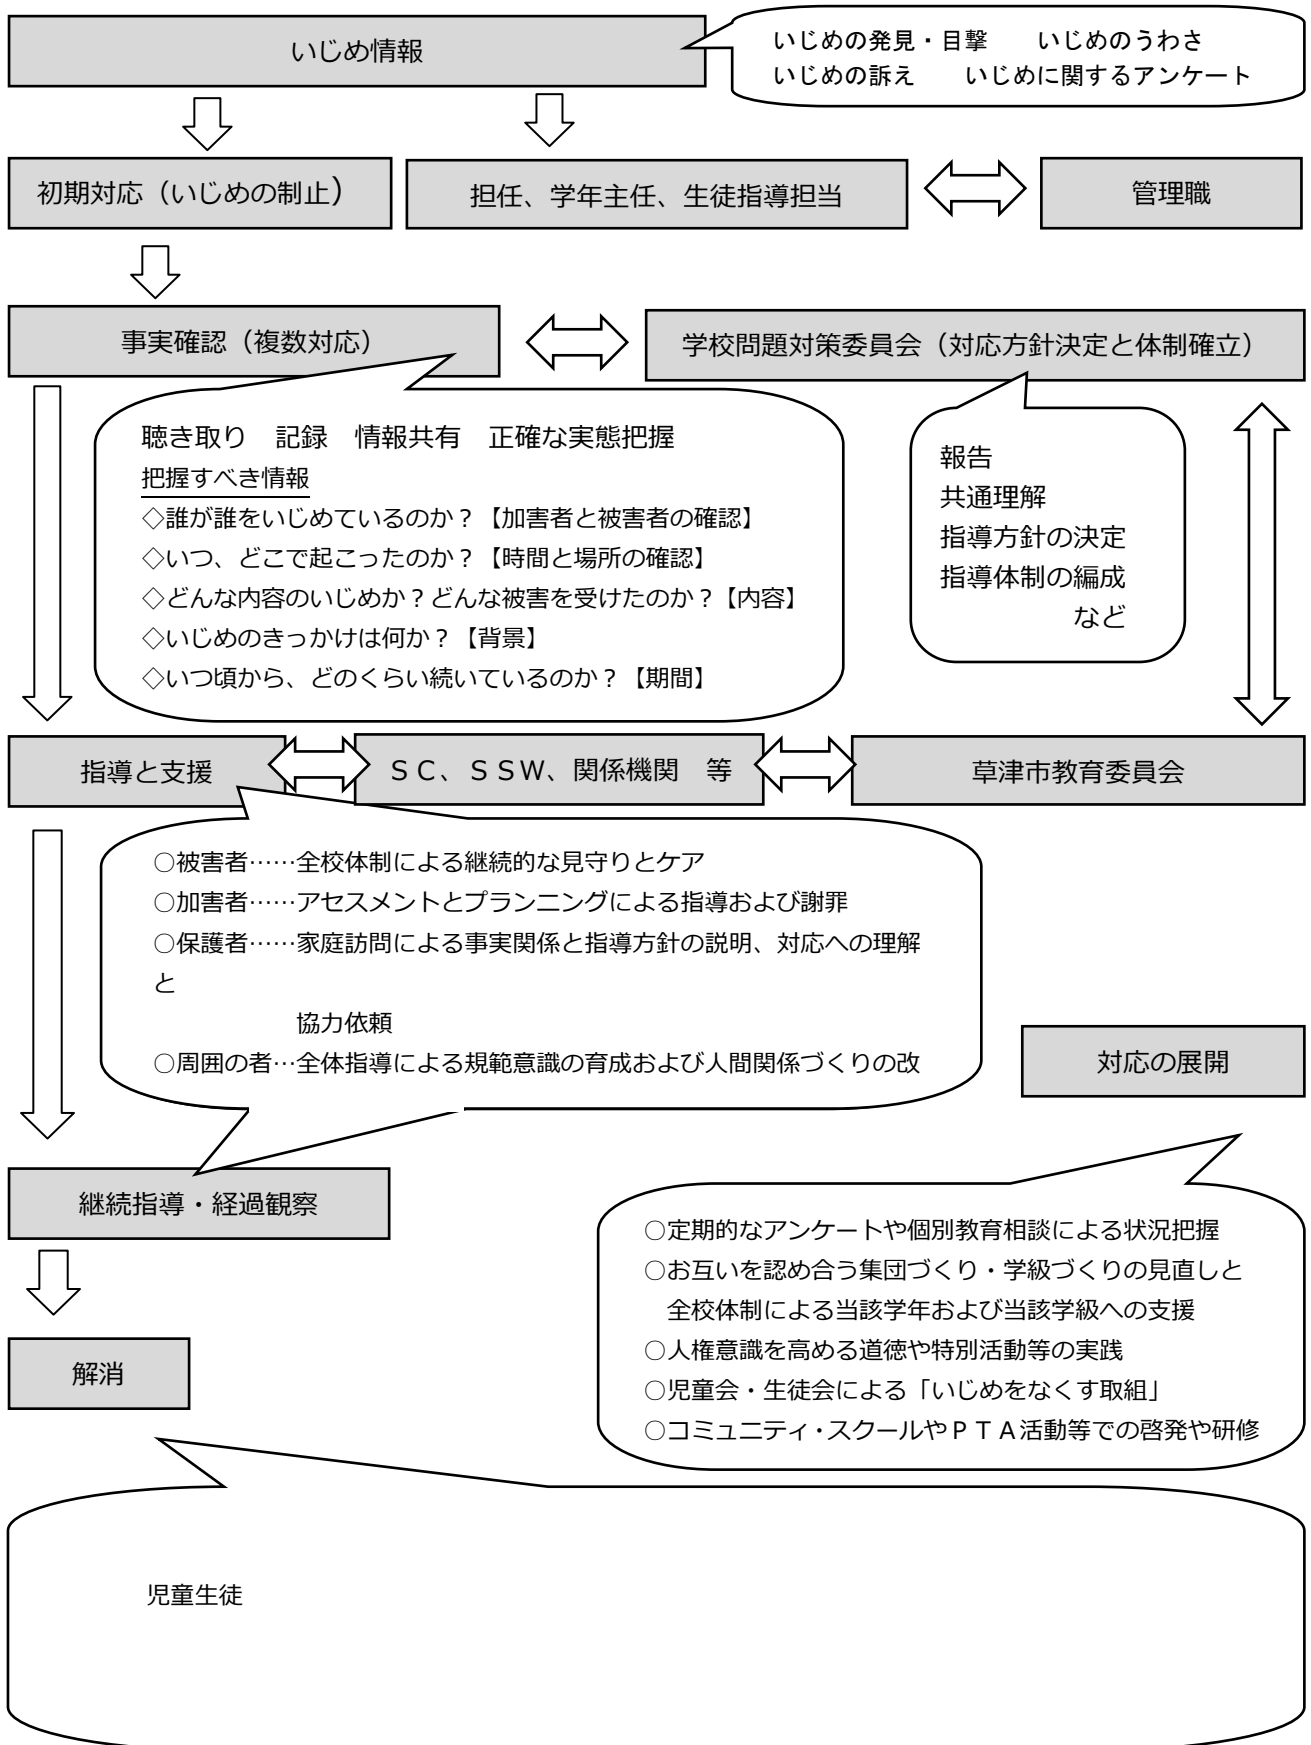 いじめ情報
いじめの発見・目撃　　いじめのうわさ
いじめの訴え　　いじめに関するアンケート
初期対応（いじめの制止）
担任、学年主任、生徒指導担当
管理職
事実確認（複数対応）
学校問題対策委員会（対応方針決定と体制確立）
聴き取り　記録　情報共有　正確な実態把握
把握すべき情報
◇誰が誰をいじめているのか？【加害者と被害者の確認】
◇いつ、どこで起こったのか？【時間と場所の確認】
◇どんな内容のいじめか？どんな被害を受けたのか？【内容】
◇いじめのきっかけは何か？【背景】
◇いつ頃から、どのくらい続いているのか？【期間】
報告
共通理解
指導方針の決定
指導体制の編成
など
指導と支援
ＳＣ、ＳＳＷ、関係機関　等
草津市教育委員会
○被害者……全校体制による継続的な見守りとケア
○加害者……アセスメントとプランニングによる指導および謝罪
○保護者……家庭訪問による事実関係と指導方針の説明、対応への理解
と
協力依頼
○周囲の者…全体指導による規範意識の育成および人間関係づくりの改
対応の展開
継続指導・経過観察
○定期的なアンケートや個別教育相談による状況把握
○お互いを認め合う集団づくり・学級づくりの見直しと
全校体制による当該学年および当該学級への支援
○人権意識を高める道徳や特別活動等の実践
○児童会・生徒会による「いじめをなくす取組」
○コミュニティ・スクールやＰＴＡ活動等での啓発や研修
解消
児童生徒